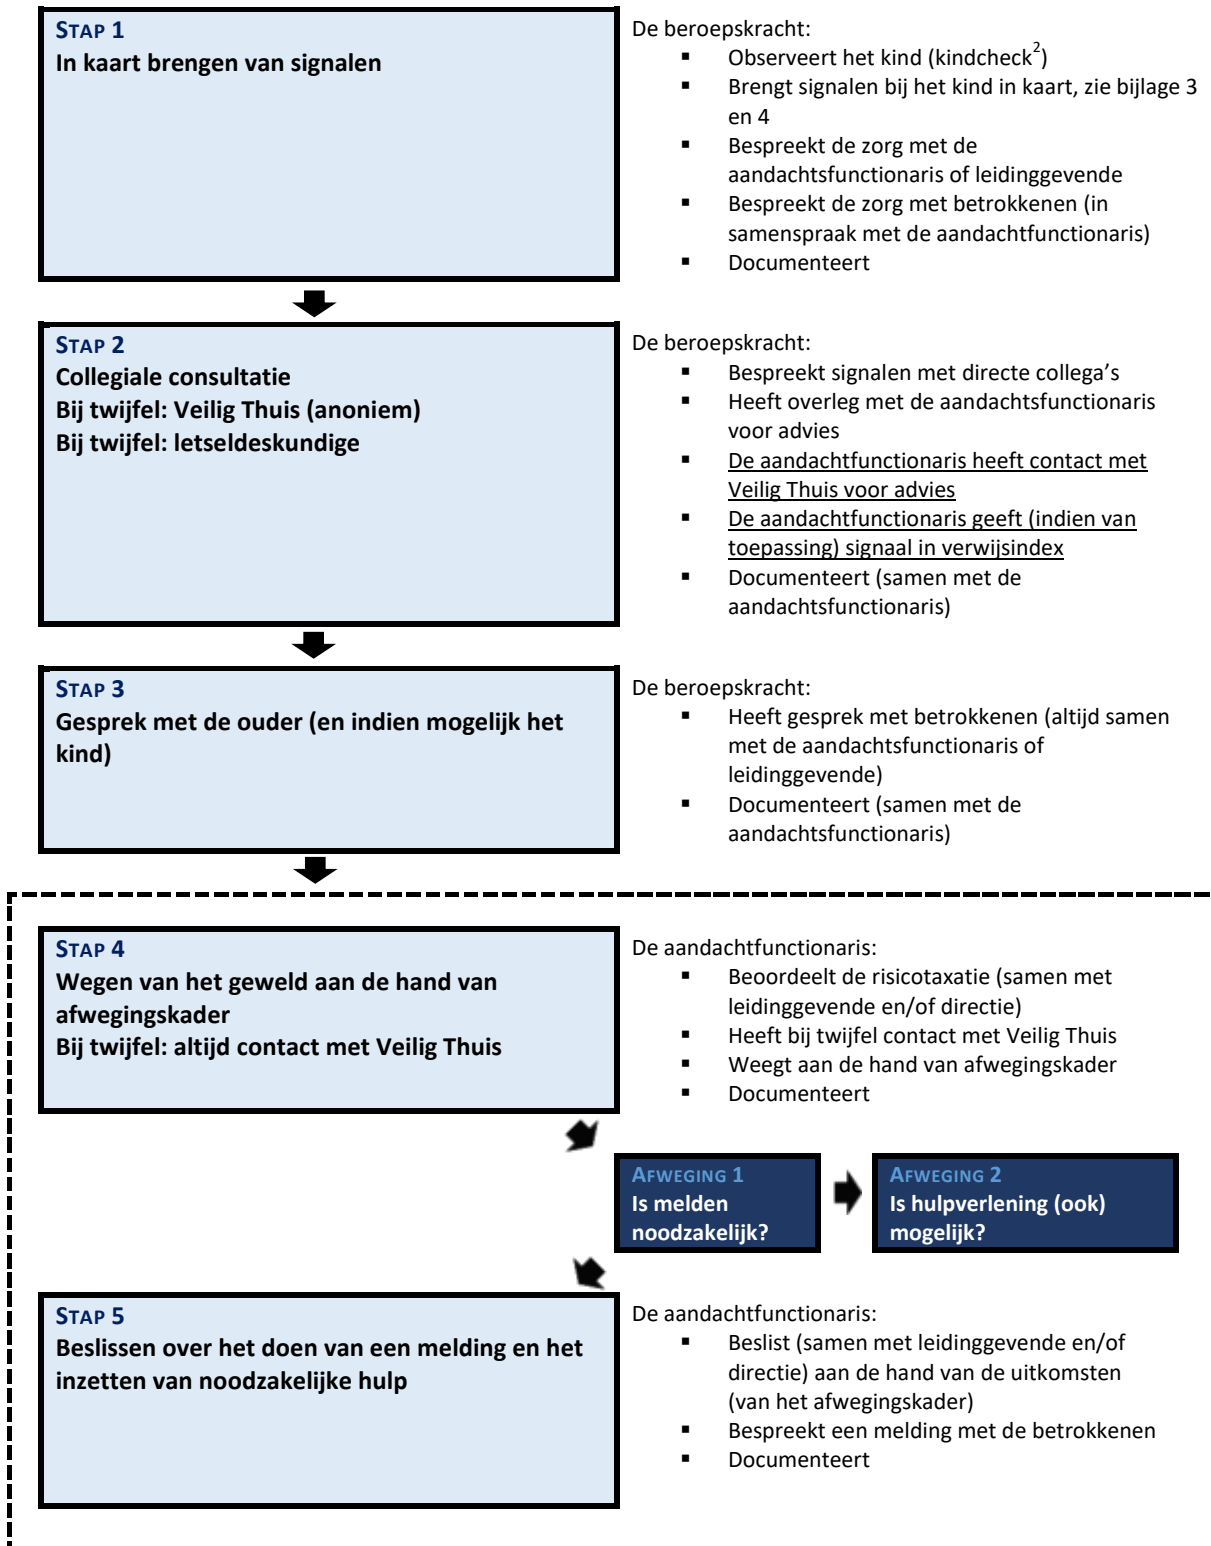 STAP 1
In kaart brengen van signalen
De beroepskracht:
▪ Observeert het kind (kindcheck2)
▪ Brengt signalen bij het kind in kaart, zie bijlage 3
en 4
▪ Bespreekt de zorg met de
aandachtsfunctionaris of leidinggevende
▪ Bespreekt de zorg met betrokkenen (in
samenspraak met de aandachtfunctionaris)
▪ Documenteert
STAP 2
Collegiale consultatie
Bij twijfel: Veilig Thuis (anoniem)
Bij twijfel: letseldeskundige
De beroepskracht:
▪ Bespreekt signalen met directe collega's
▪ Heeft overleg met de aandachtsfunctionaris
voor advies
▪ De aandachtfunctionaris heeft contact met
Veilig Thuis voor advies
▪ De aandachtfunctionaris geeft (indien van
toepassing) signaal in verwijsindex
▪ Documenteert (samen met de
aandachtsfunctionaris)
STAP 3
Gesprek met de ouder (en indien mogelijk het
kind)
De beroepskracht:
▪ Heeft gesprek met betrokkenen (altijd samen
met de aandachtsfunctionaris of
leidinggevende)
▪ Documenteert (samen met de
aandachtsfunctionaris)
STAP 4
Wegen van het geweld aan de hand van
afwegingskader
Bij twijfel: altijd contact met Veilig Thuis
De aandachtfunctionaris:
▪ Beoordeelt de risicotaxatie (samen met
leidinggevende en/of directie)
▪ Heeft bij twijfel contact met Veilig Thuis
▪ Weegt aan de hand van afwegingskader
▪ Documenteert
AFWEGING 1
Is melden
noodzakelijk?
AFWEGING 2
Is hulpverlening (ook)
mogelijk?
STAP 5
Beslissen over het doen van een melding en het
inzetten van noodzakelijke hulp
De aandachtfunctionaris:
▪ Beslist (samen met leidinggevende en/of
directie) aan de hand van de uitkomsten
(van het afwegingskader)
▪ Bespreekt een melding met de betrokkenen
▪ Documenteert